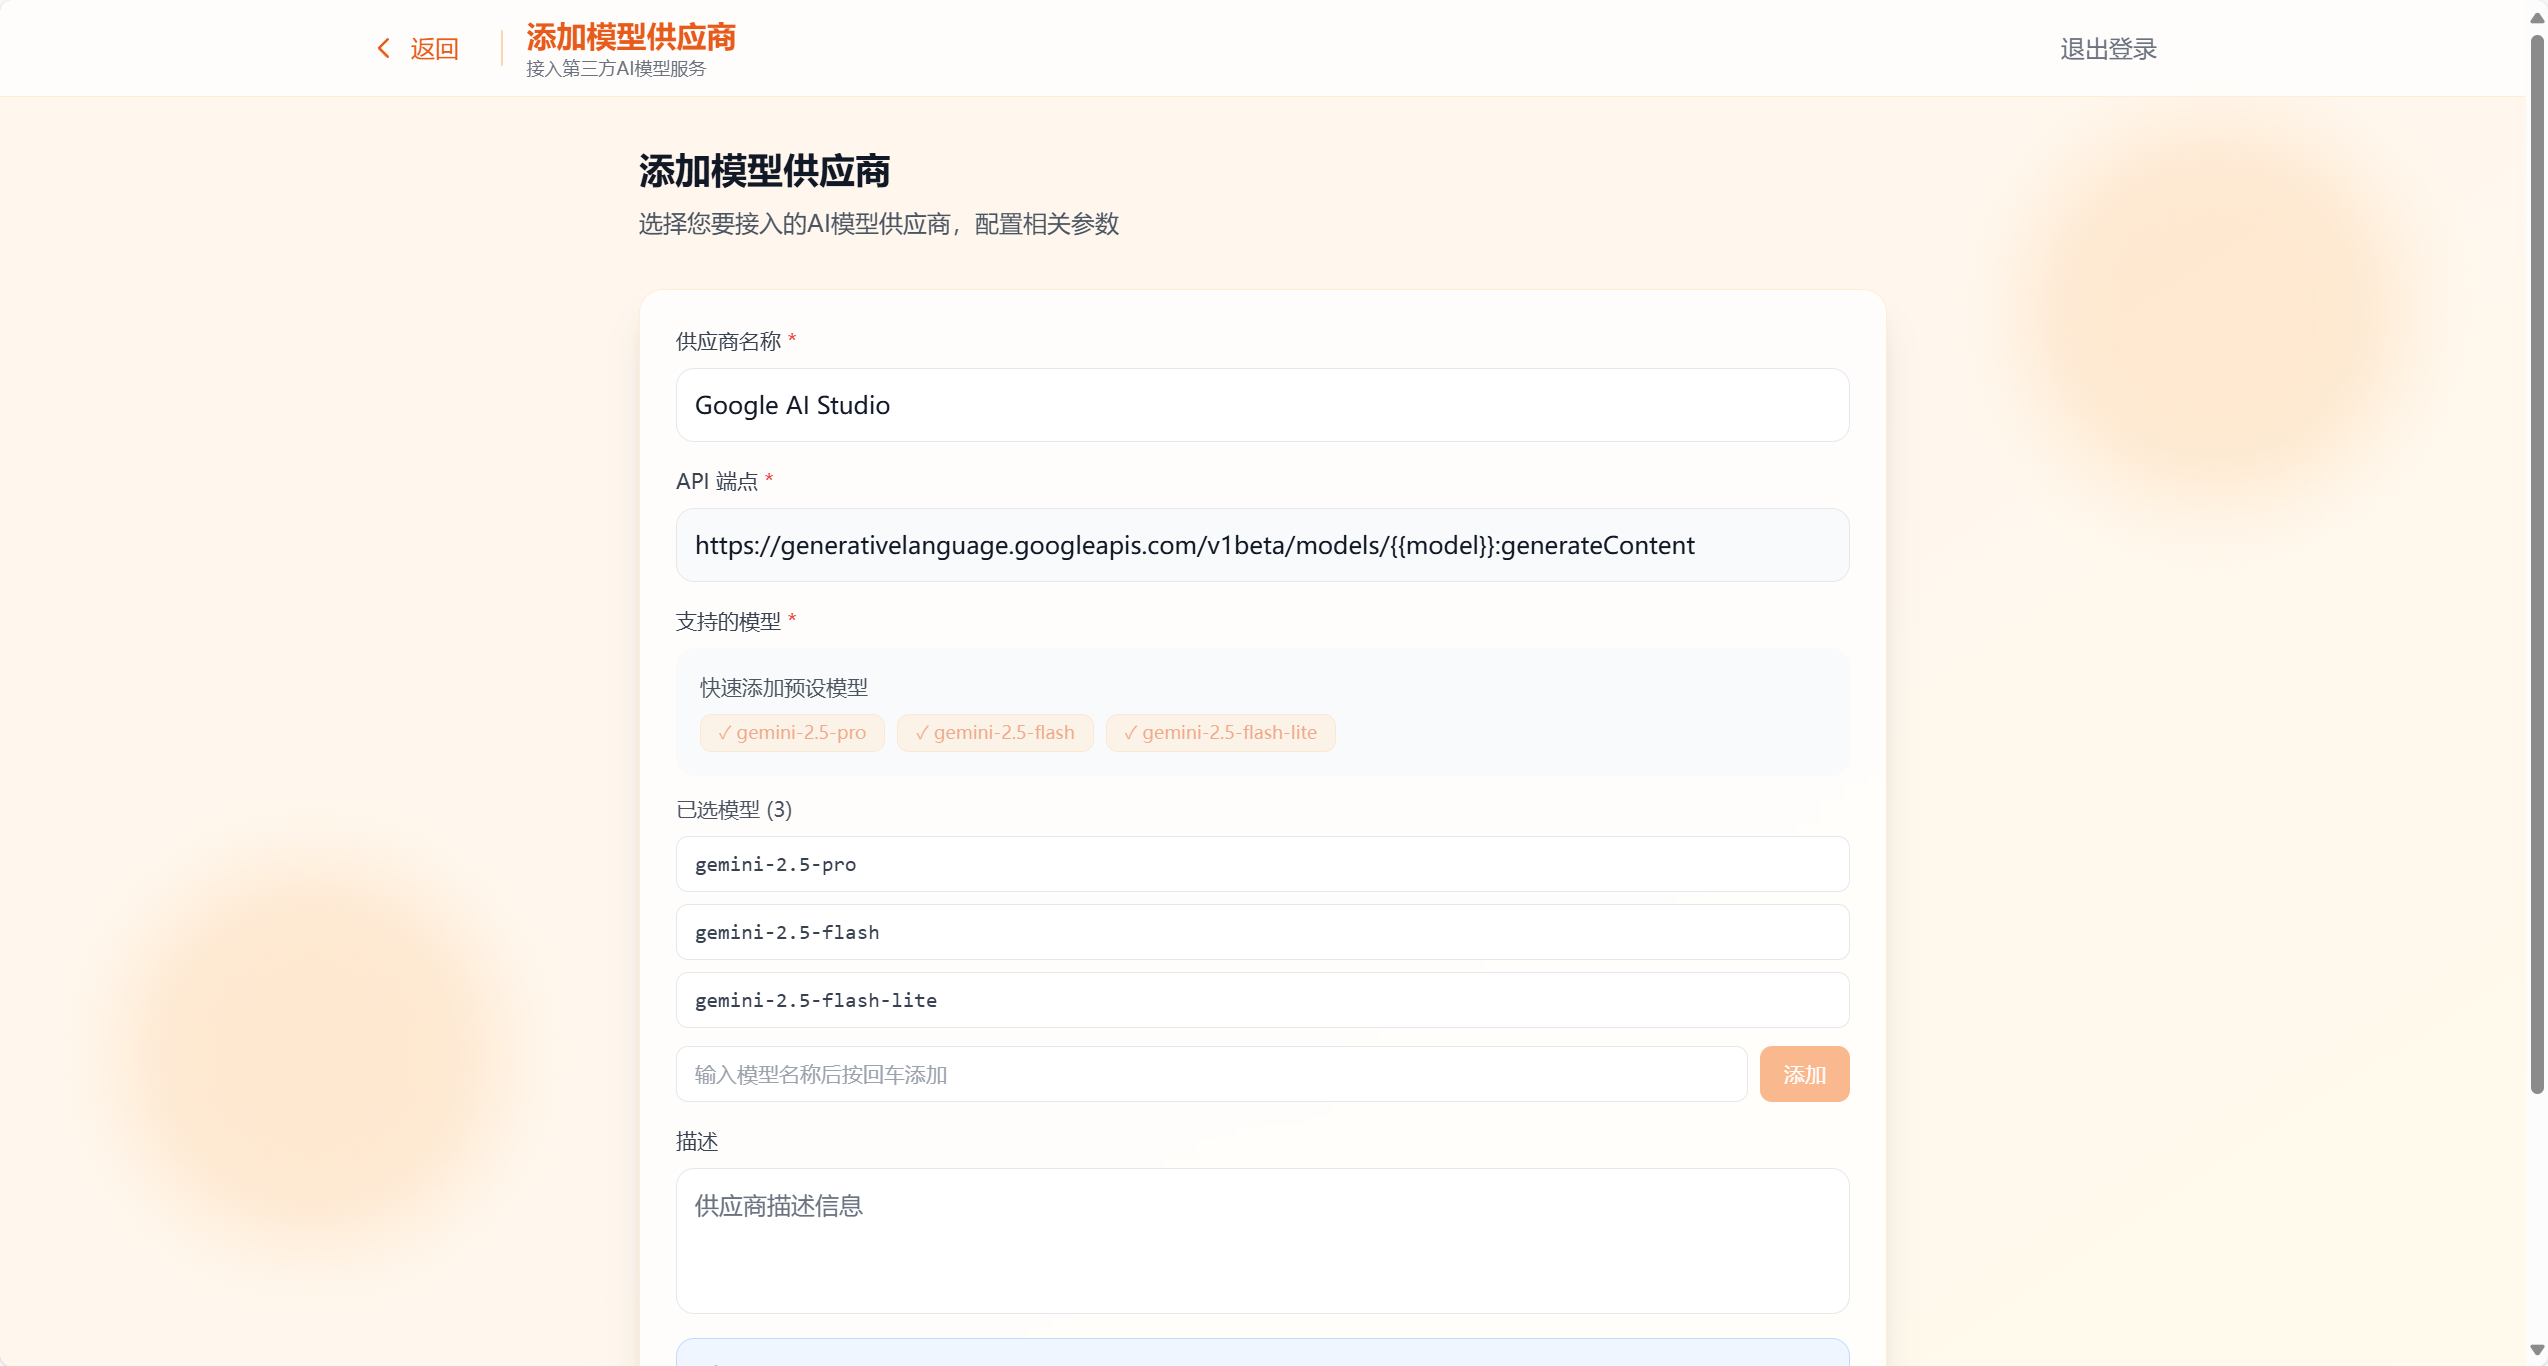 返回
添加模型供应商
接入第三方AI模型服务
退出登录
添加模型供应商
选择您要接入的AI模型供应商，配置相关参数
供应商名称 *
Google AI Studio
API 端点 *
https://generativelanguage.googleapis.com/v1beta/models/{{model}}:generateContent
支持的模型 *
快速添加预设模型
✓ gemini-2.5-pro ✓ gemini-2.5-flash ✓ gemini-2.5-flash-lite
已选模型 (3)
gemini-2.5-pro
gemini-2.5-flash
gemini-2.5-flash-lite
输入模型名称后按回车添加 添加
描述
供应商描述信息